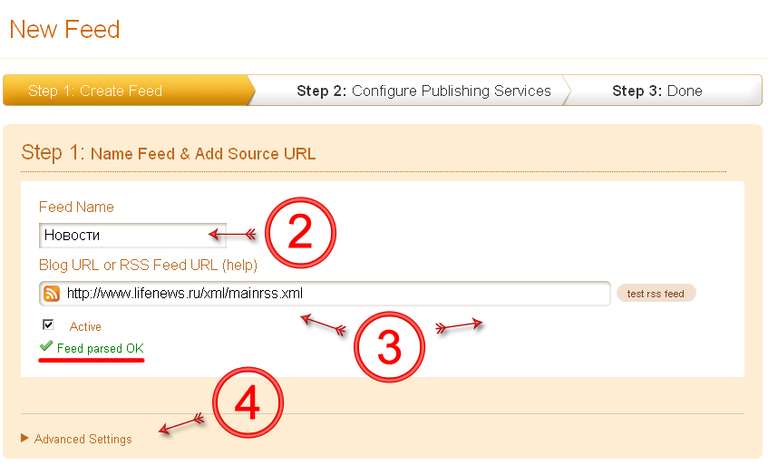 New Feed
Step 1: Create Feed Step 2: Configure Publishing Services Step 3: Done
Step 1: Name Feed & Add Source URL
Feed Name
Новости
2
Blog URL or RSS Feed URL (help)
http://www.lifenews.ru/xml/mainrss.xml test rss feed
Active
3
Feed parsed OK
4
Advanced Settings